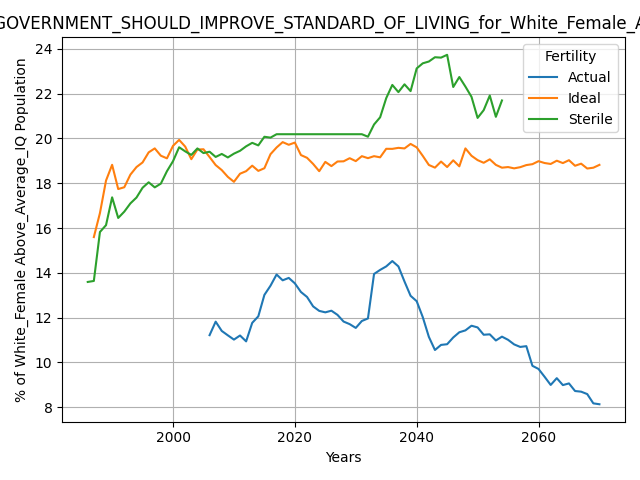 GOVERNMENT_SHOULD_IMPROVE_STANDARD_OF_LIVING_for_White_Female_A
24
22
20
18
16
14
12
10
8
% of White_Female Above_Average_IQ Population
Fertility
Actual
Ideal
Sterile
2000
2020
2040
2060
Years